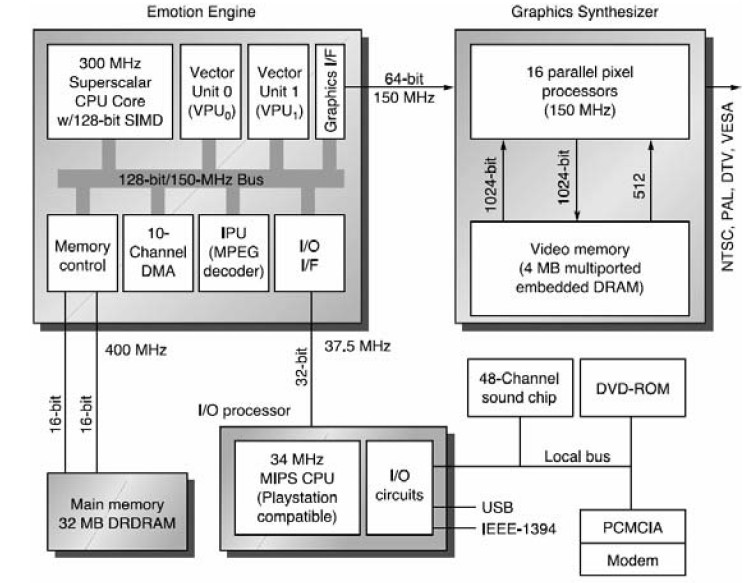 Emotion Engine
Graphics Synthesizer
300 MHz
Superscalar
CPU Core
w/128-bit SIMD
Vector
Unit 0
(VPU0)
Vector
Unit 1
(VPU1)
Graphics I/F
64-bit
150 MHz
16 parallel pixel
processors
(150 MHz)
128-bit/150-MHz Bus
1024-bit
1024-bit
512
NTSC, PAL, DTV, VESA
Memory
control
10-
Channel
DMA
IPU
(MPEG
decoder)
I/O
I/F
Video memory
(4 MB multiported
embedded DRAM)
400 MHz
16-bit
16-bit
32-bit
37.5 MHz
I/O processor
48-Channel
sound chip
DVD-ROM
Main memory
32 MB DRDRAM
34 MHz
MIPS CPU
(Playstation
compatible)
I/O
circuits
Local bus
USB
IEEE-1394
PCMCIA
Modem